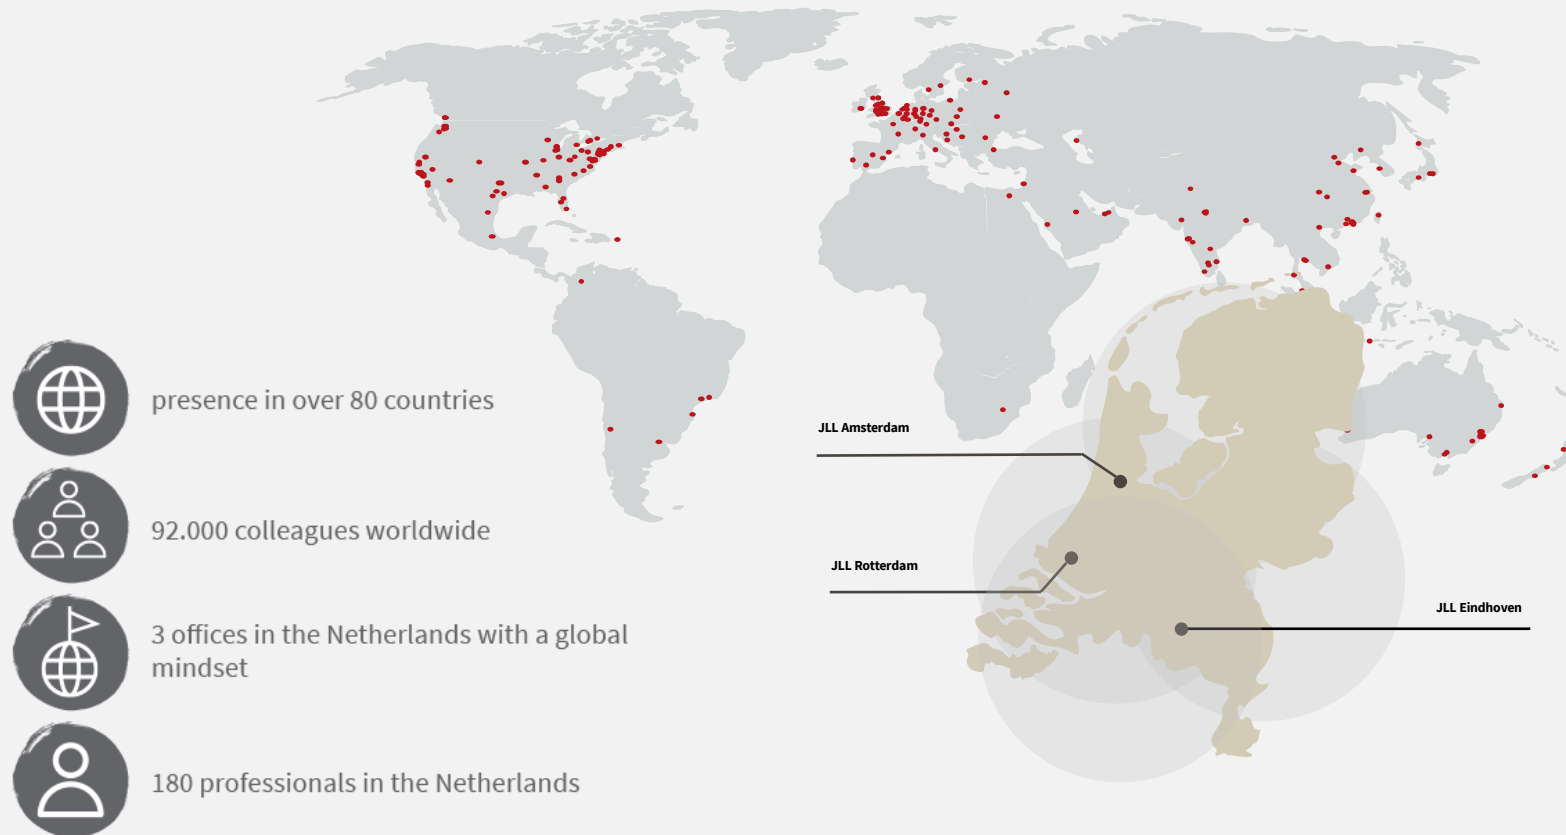 presence in over 80 countries
92.000 colleagues worldwide
3 offices in the Netherlands with a global
mindset
180 professionals in the Netherlands
JLL Amsterdam
JLL Rotterdam
JLL Eindhoven